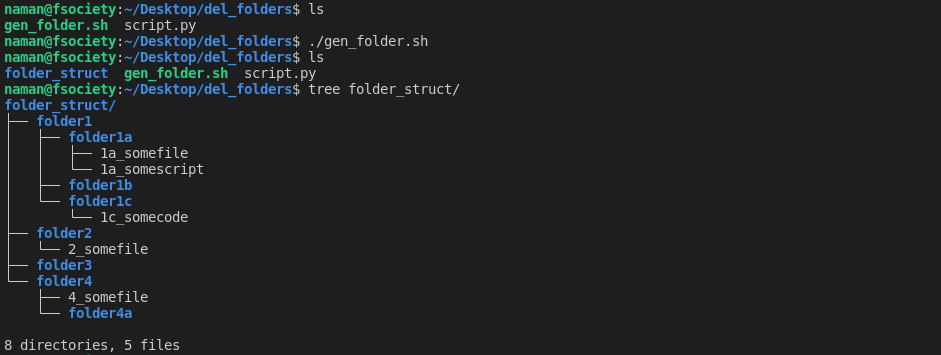 naman@fsociety:~/Desktop/del_folders$ ls
gen_folder.sh  script.py
naman@fsociety:~/Desktop/del_folders$ ./gen_folder.sh
naman@fsociety:~/Desktop/del_folders$ ls
folder_struct  gen_folder.sh  script.py
naman@fsociety:~/Desktop/del_folders$ tree folder_struct/
folder_struct/
├── folder1
│   ├── folder1a
│   │   ├── 1a_somefile
│   │   └── 1a_somescript
│   ├── folder1b
│   └── folder1c
│       └── 1c_somecode
├── folder2
│   └── 2_somefile
├── folder3
└── folder4
    ├── 4_somefile
    └── folder4a
8 directories, 5 files